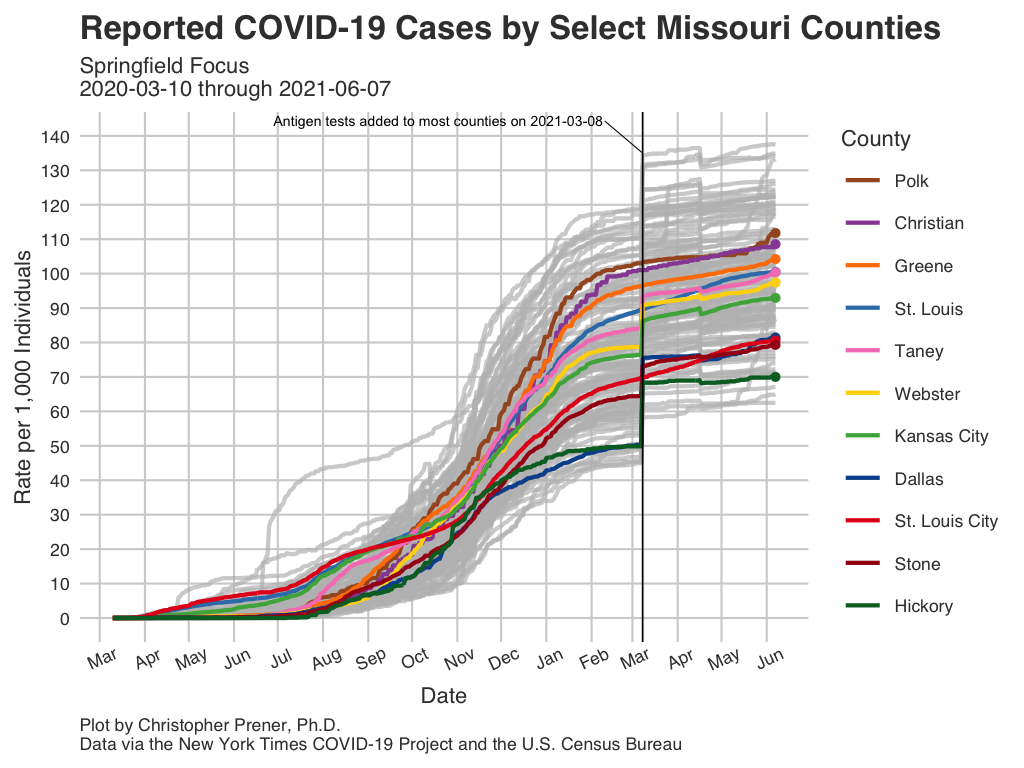 Reported COVID-19 Cases by Select Missouri Counties
Springfield Focus
2020-03-10 through 2021-06-07
Antigen tests added to most counties on 2021-03-08
Rate per 1,000 Individuals
140
130
120
110
100
90
80
70
60
50
40
30
20
10
0
Mar Apr May Jun Jul Aug Sep Oct Nov Dec Jan Feb Mar Apr May Jun
Date
County
Polk
Christian
Greene
St. Louis
Taney
Webster
Kansas City
Dallas
St. Louis City
Stone
Hickory
Plot by Christopher Prener, Ph.D.
Data via the New York Times COVID-19 Project and the U.S. Census Bureau